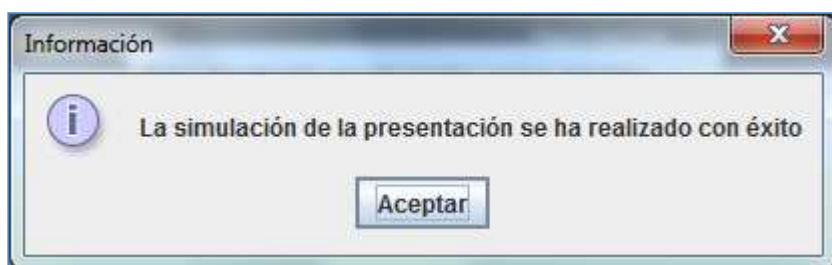 Información
La simulación de la presentación se ha realizado con éxito
Aceptar